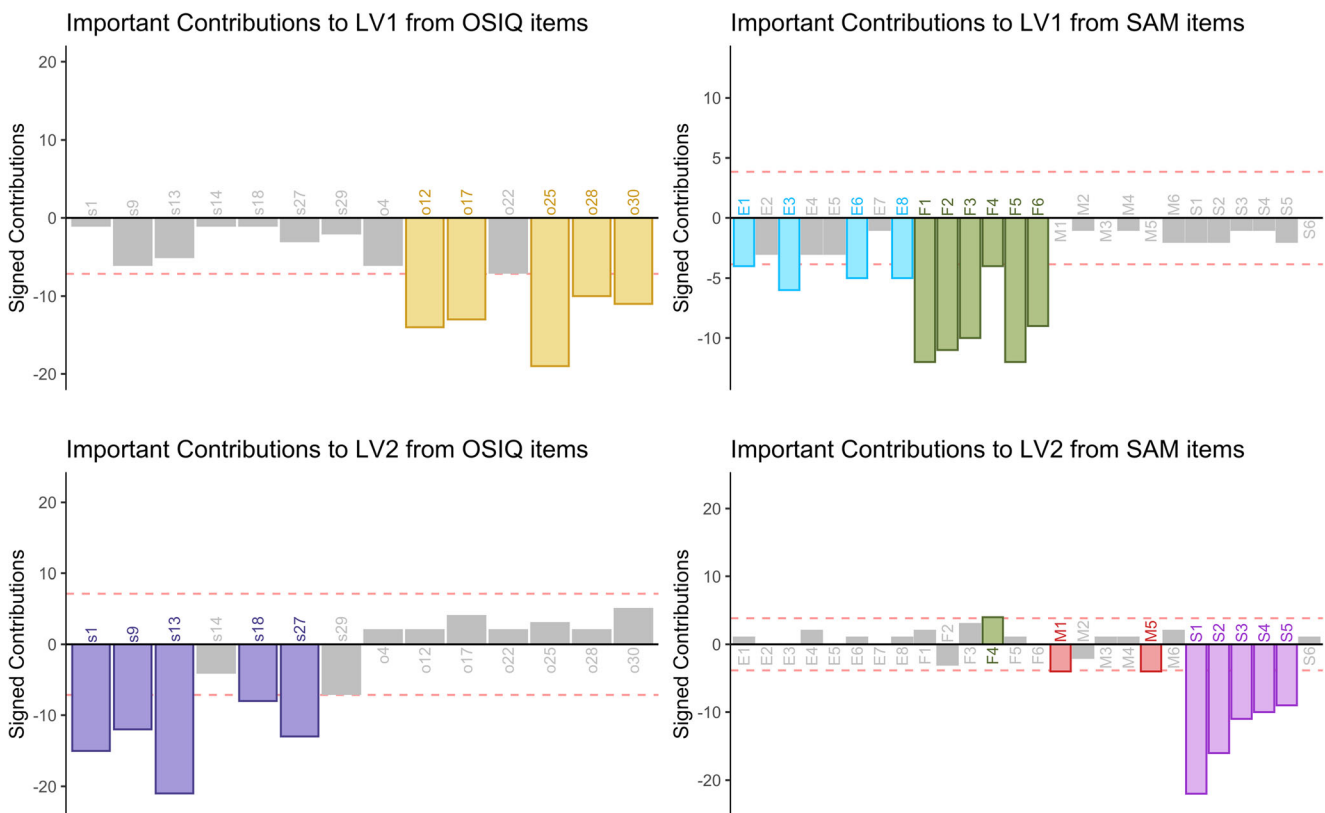 Important Contributions to LV1 from OSIQ items
Signed Contributions
20
10
0
-10
-20
s1 s9 s13 s14 s18 s27 s29 o4 o12 o17 o22 o25 o28 o30
Important Contributions to LV1 from SAM items
Signed Contributions
10
5
0
-5
-10
E1 E2 E3 E4 E5 E6 E7 E8 F1 F2 F3 F4 F5 F6 M1 M2 M3 M4 M5 M6 S1 S2 S3 S4 S5 S6
Important Contributions to LV2 from OSIQ items
Signed Contributions
20
10
0
-10
-20
s1 s9 s13 s14 s18 s27 s29 o4 o12 o17 o22 o25 o28 o30
Important Contributions to LV2 from SAM items
Signed Contributions
20
10
0
-10
-20
E1 E2 E3 E4 E5 E6 E7 E8 F1 F2 F3 F4 F5 F6 M1 M2 M3 M4 M5 M6 S1 S2 S3 S4 S5 S6